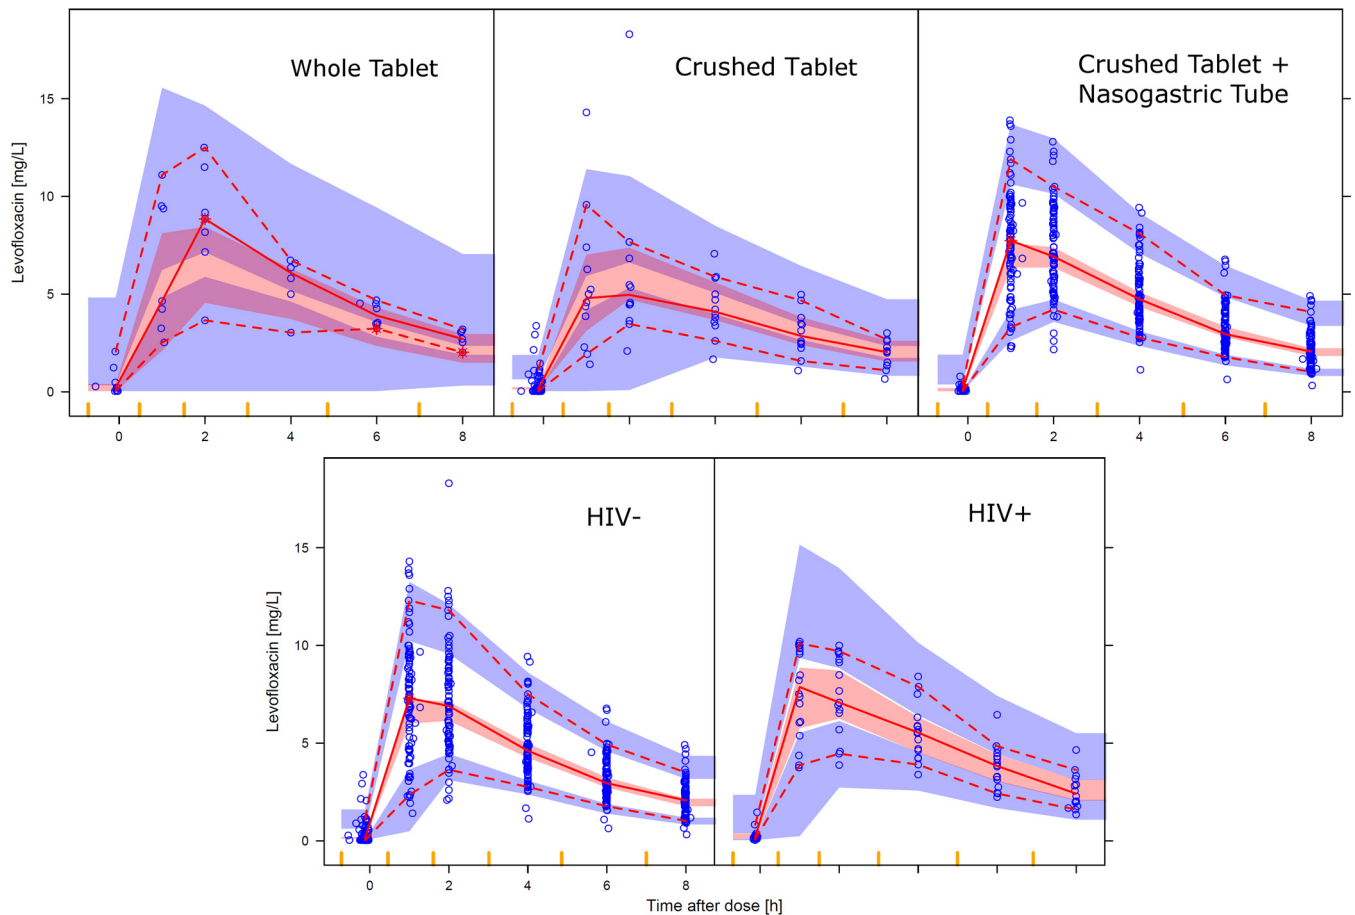 Whole Tablet
Crushed Tablet
Crushed Tablet +
Nasogastric Tube
Levofloxacin [mg/L]
15
10
5
0
0 2 4 6 8
0 2 4 6 8
HIV-
HIV+
Levofloxacin [mg/L]
15
10
5
0
0 2 4 6 8
Time after dose [h]